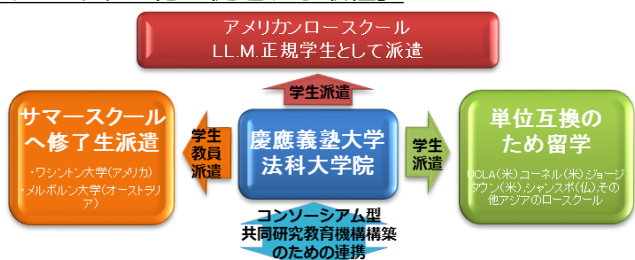 アメリカンロースクール
LL.M.正規学生として派遣
学生派遣
サマースクール
へ修了生派遣
・ワシントン大学(アメリカ)
・メルボルン大学(オーストラリ
ア)
学生
教員
派遣
慶應義塾大学
法科大学院
学生
派遣
単位互換の
ため留学
UCLA(米)、コーネル(米)、ジョージ
タウン(米)、シャンスポ(仏)、その
他アジアのロースクール
コンソーシアム型
共同研究教育機構構築
のための連携